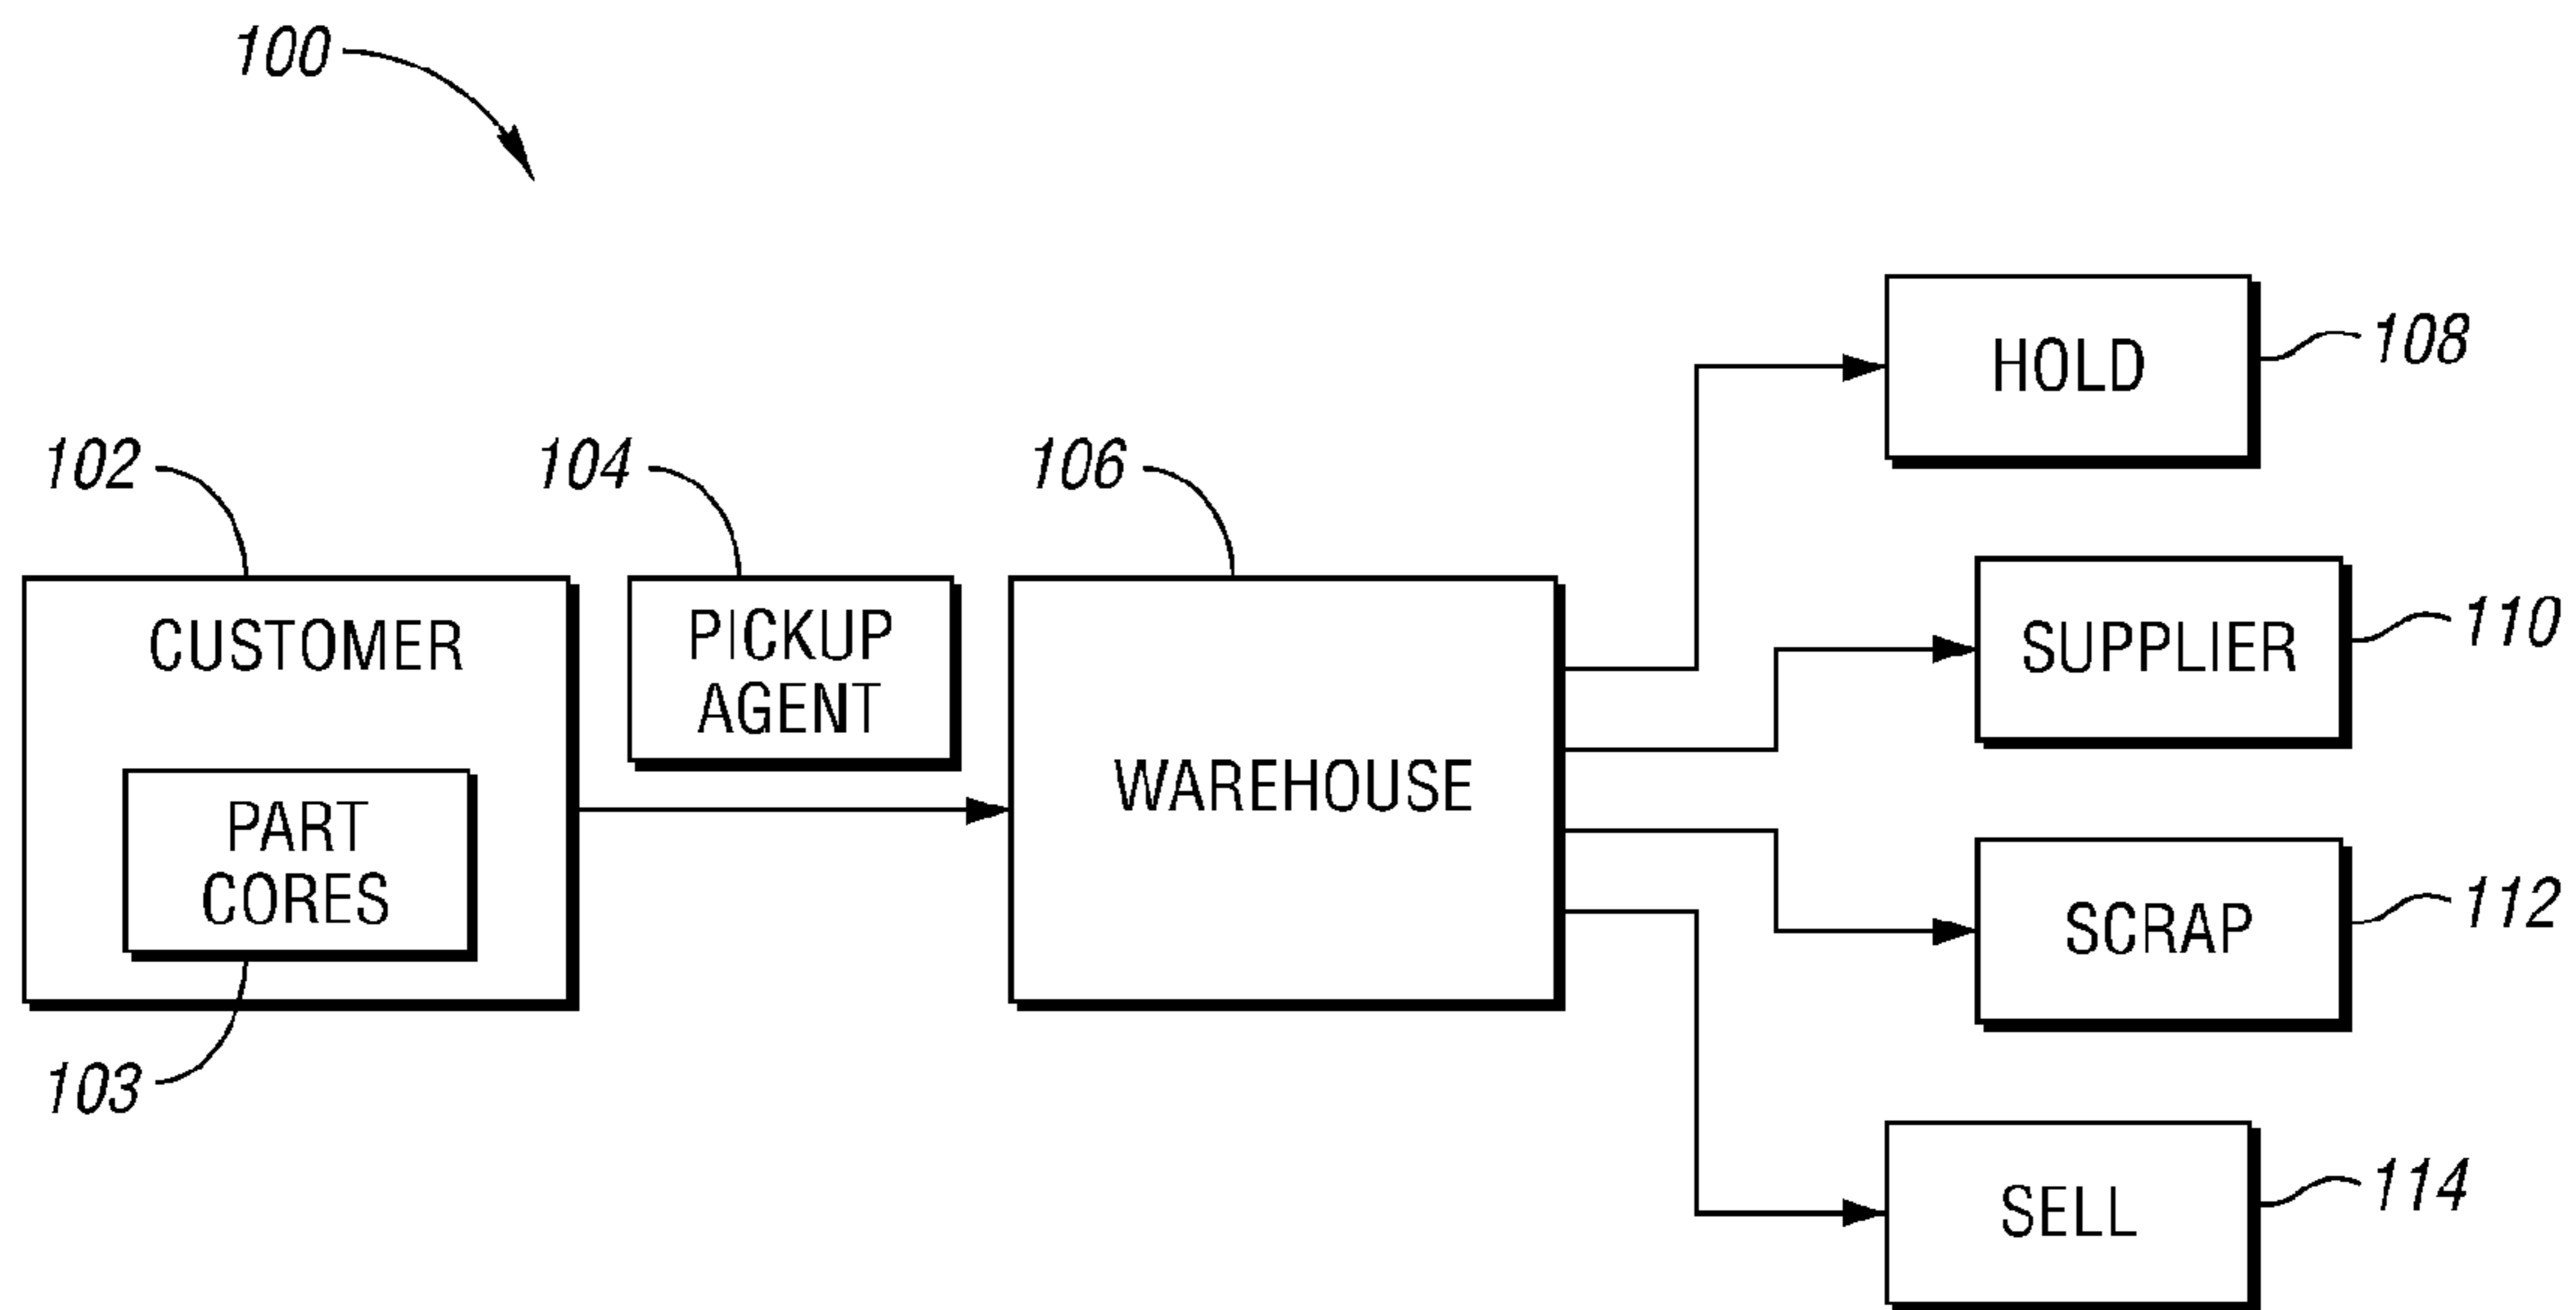 100
102
104
106
108
CUSTOMER
PICKUP
AGENT
WAREHOUSE
PART
CORES
103
HOLD
SUPPLIER
110
SCRAP
112
SELL
114